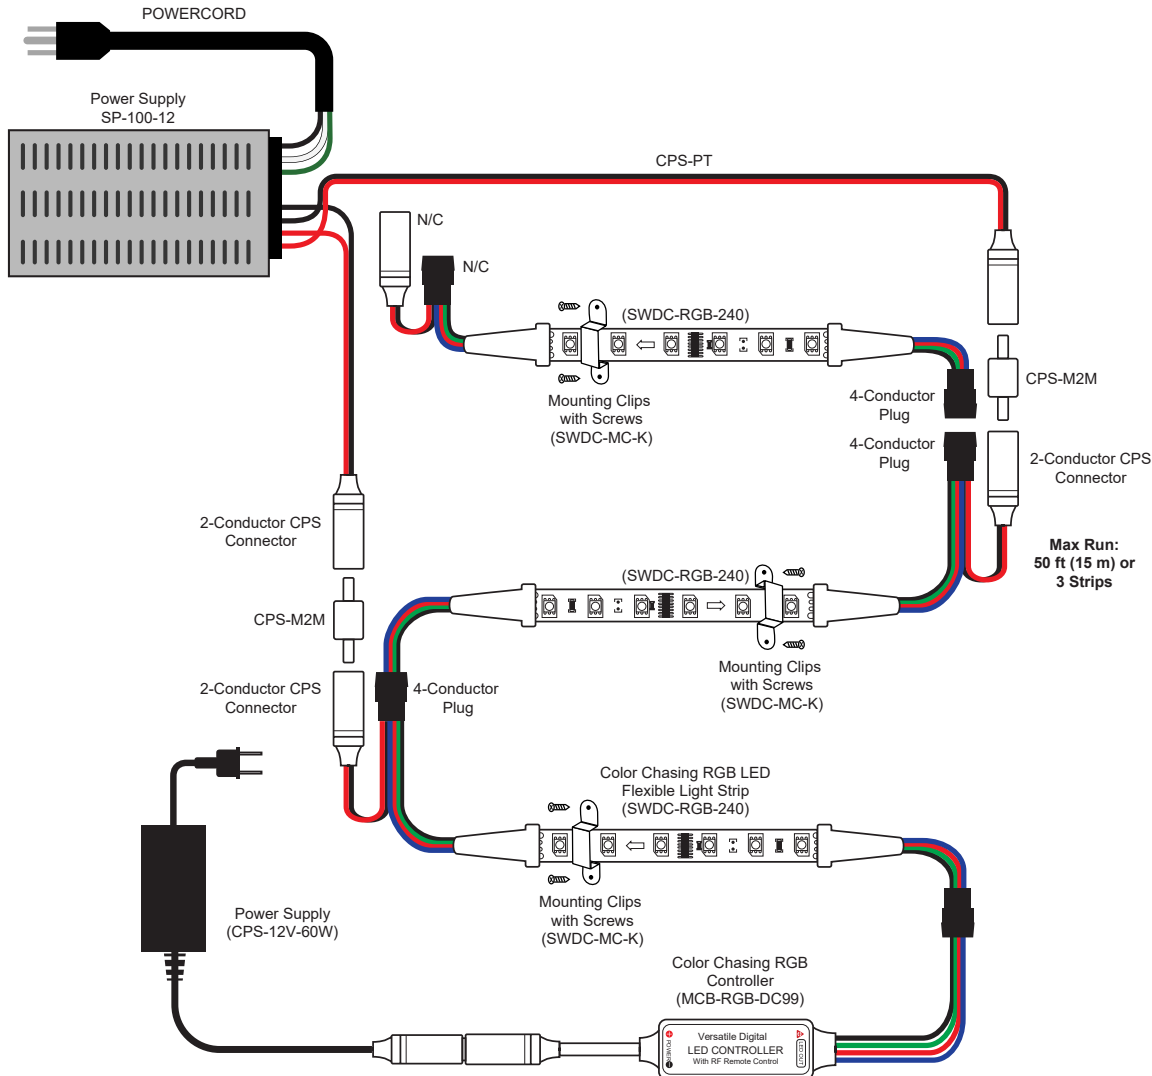 POWERCORD
Power Supply
SP-100-12
CPS-PT
N/C
N/C
(SWDC-RGB-240)
Mounting Clips
with Screws
(SWDC-MC-K)
4-Conductor
Plug
CPS-M2M
4-Conductor
Plug
2-Conductor CPS
Connector
Max Run:
50 ft (15 m) or
3 Strips
2-Conductor CPS
Connector
(SWDC-RGB-240)
CPS-M2M
Mounting Clips
with Screws
(SWDC-MC-K)
2-Conductor CPS
Connector
4-Conductor
Plug
Color Chasing RGB LED
Flexible Light Strip
(SWDC-RGB-240)
Mounting Clips
with Screws
(SWDC-MC-K)
Power Supply
(CPS-12V-60W)
Color Chasing RGB
Controller
(MCB-RGB-DC99)
POWER
Versatile Digital
LED CONTROLLER
With RF Remote Control
LED OUT